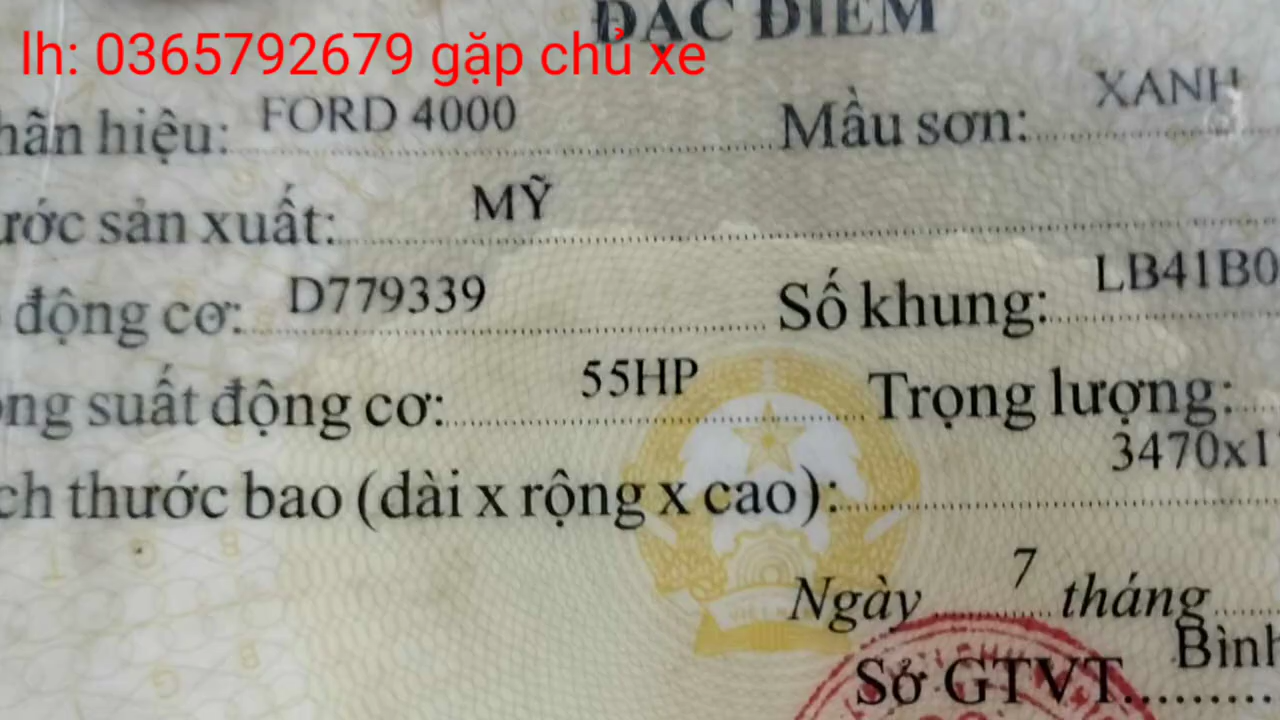 ĐẶC ĐIỂM
lh: 0365792679 gặp chủ xe
hãn hiệu: FORD 4000 Mầu sơn: XANH
ước sản xuất: MỸ
động cơ: D779339 Số khung: LB41B0
ng suất động cơ: 55HP Trọng lượng:
ch thước bao (dài x rộng x cao): 3470x1
Ngày 7 tháng
Sở GTVT Bình